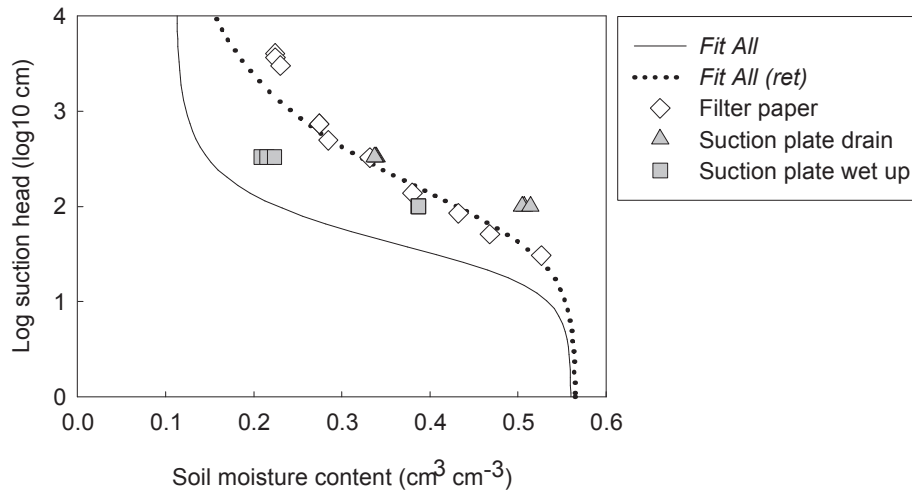 Log suction head (log10 cm)
4
3
2
1
0
0.0 0.1 0.2 0.3 0.4 0.5 0.6
Soil moisture content (cm3 cm-3)
Fit All
Fit All (ret)
Filter paper
Suction plate drain
Suction plate wet up